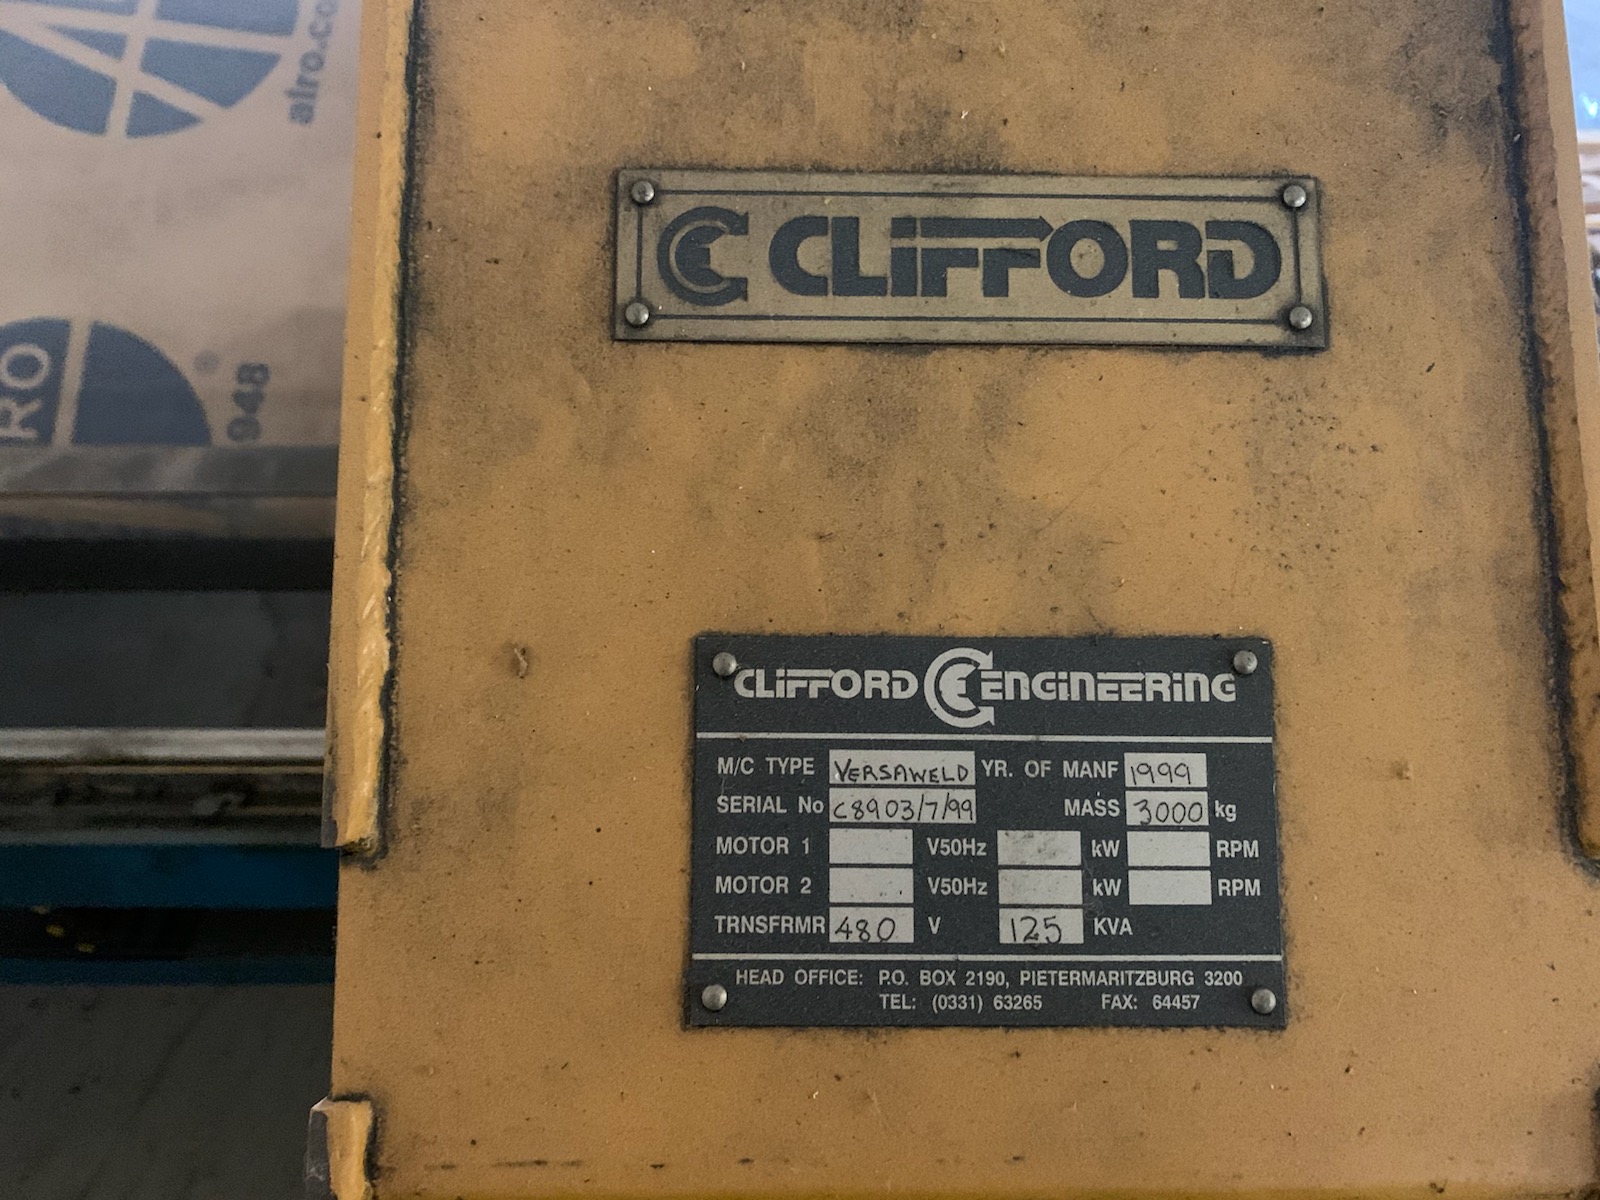 alro.co
RO
®
948
CLIFFORD
CLIFFORD ENGINEERING
M/C TYPE VERSAWELD YR. OF MANF 1999
SERIAL No C8903/7/99 MASS 3000 kg
MOTOR 1 V50Hz kW RPM
MOTOR 2 V50Hz kW RPM
TRNSFRMR 480 V 125 KVA
HEAD OFFICE: P.O. BOX 2190, PIETERMARITZBURG 3200
TEL: (0331) 63265 FAX: 64457